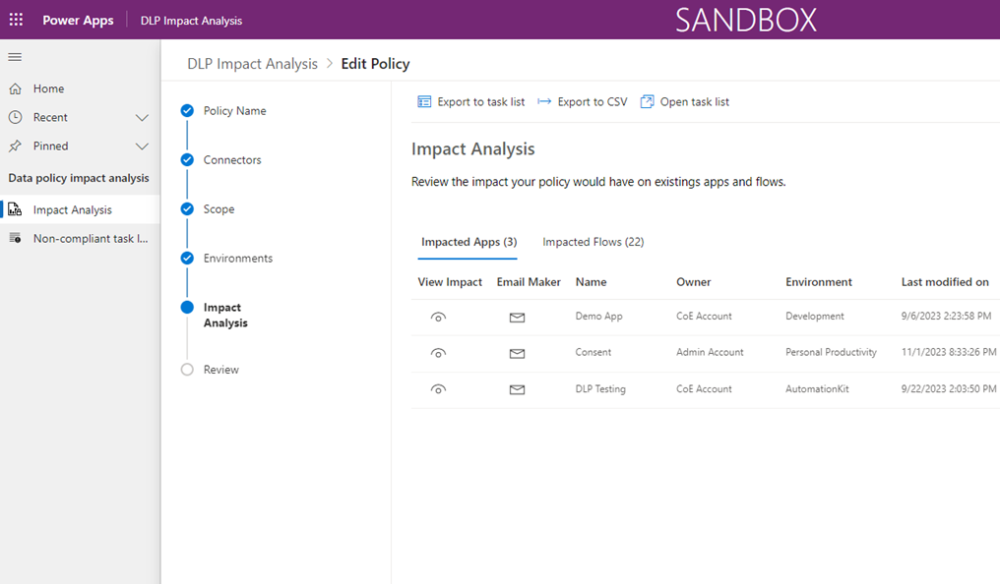 Power Apps DLP Impact Analysis SANDBOX
Home
Recent
Pinned
Data policy impact analysis
Impact Analysis
Non-compliant task l...
DLP Impact Analysis > Edit Policy
Policy Name
Connectors
Scope
Environments
Impact
Analysis
Review
Export to task list Export to CSV Open task list
Impact Analysis
Review the impact your policy would have on existings apps and flows.
Impacted Apps (3) Impacted Flows (22)
View Impact Email Maker Name Owner Environment Last modified on
Demo App CoE Account Development 9/6/2023 2:23:58 PM
Consent Admin Account Personal Productivity 11/1/2023 8:33:26 PM
DLP Testing CoE Account AutomationKit 9/22/2023 2:03:50 PM